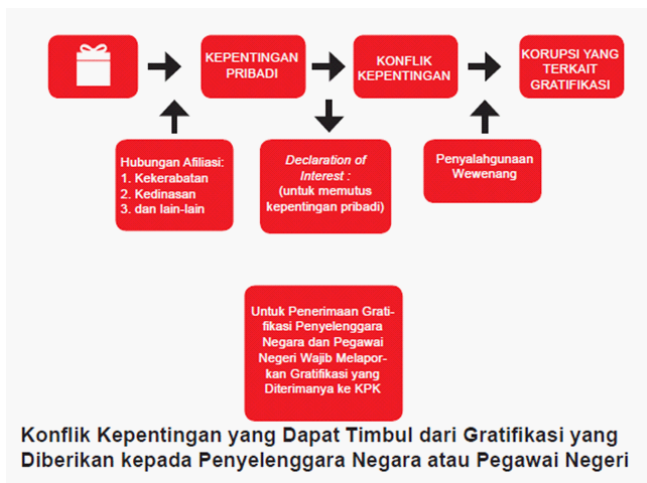 KEPENTINGAN
PRIBADI
KONFLIK
KEPENTINGAN
KORUPSI YANG
TERKAIT
GRATIFIKASI
Hubungan Afiliasi:
1. Kekerabatan
2. Kedinasan
3. dan lain-lain
Declaration of
Interest :
(untuk memutus
kepentingan pribadi)
Penyalahgunaan
Wewenang
Untuk Penerimaan Grati-
fikasi Penyelenggara
Negara dan Pegawai
Negeri Wajib Melapor-
kan Gratifikasi yang
Diterimanya ke KPK
Konflik Kepentingan yang Dapat Timbul dari Gratifikasi yang
Diberikan kepada Penyelenggara Negara atau Pegawai Negeri